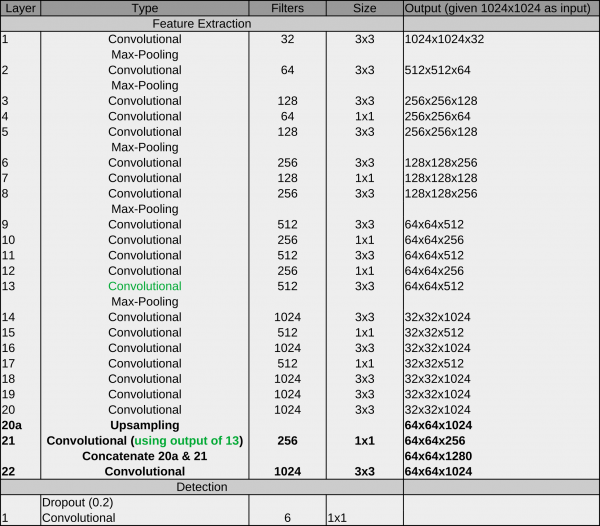 Layer Type Filters Size Output (given 1024x1024 as input)
Feature Extraction
1 Convolutional 32 3x3 1024x1024x32
Max-Pooling
2 Convolutional 64 3x3 512x512x64
Max-Pooling
3 Convolutional 128 3x3 256x256x128
4 Convolutional 64 1x1 256x256x64
5 Convolutional 128 3x3 256x256x128
Max-Pooling
6 Convolutional 256 3x3 128x128x256
7 Convolutional 128 1x1 128x128x128
8 Convolutional 256 3x3 128x128x256
Max-Pooling
9 Convolutional 512 3x3 64x64x512
10 Convolutional 256 1x1 64x64x256
11 Convolutional 512 3x3 64x64x512
12 Convolutional 256 1x1 64x64x256
13 Convolutional 512 3x3 64x64x512
Max-Pooling
14 Convolutional 1024 3x3 32x32x1024
15 Convolutional 512 1x1 32x32x512
16 Convolutional 1024 3x3 32x32x1024
17 Convolutional 512 1x1 32x32x512
18 Convolutional 1024 3x3 32x32x1024
19 Convolutional 1024 3x3 32x32x1024
20 Convolutional 1024 3x3 32x32x1024
20a Upsampling 64x64x1024
21 Convolutional (using output of 13) 256 1x1 64x64x256
Concatenate 20a & 21 64x64x1280
22 Convolutional 1024 3x3 64x64x1024
Detection
Dropout (0.2)
1 Convolutional 6 1x1